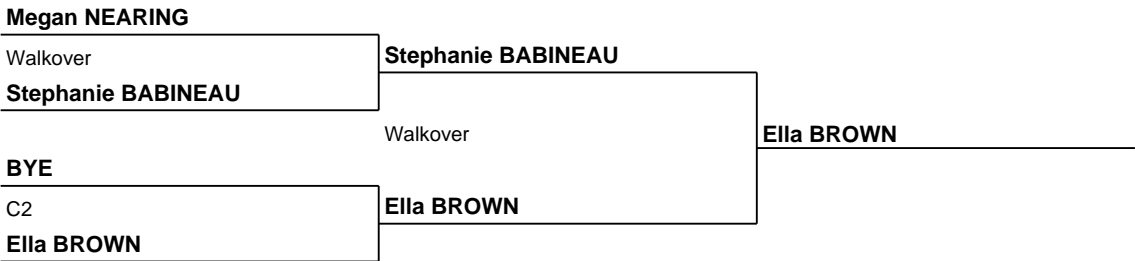 Megan NEARING
Walkover
Stephanie BABINEAU
Stephanie BABINEAU
Walkover
Ella BROWN
BYE
C2
Ella BROWN
Ella BROWN